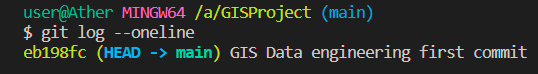 user@Ather MINGW64 /a/GISProject (main)
$ git log --oneline
eb198fc (HEAD -> main) GIS Data engineering first commit